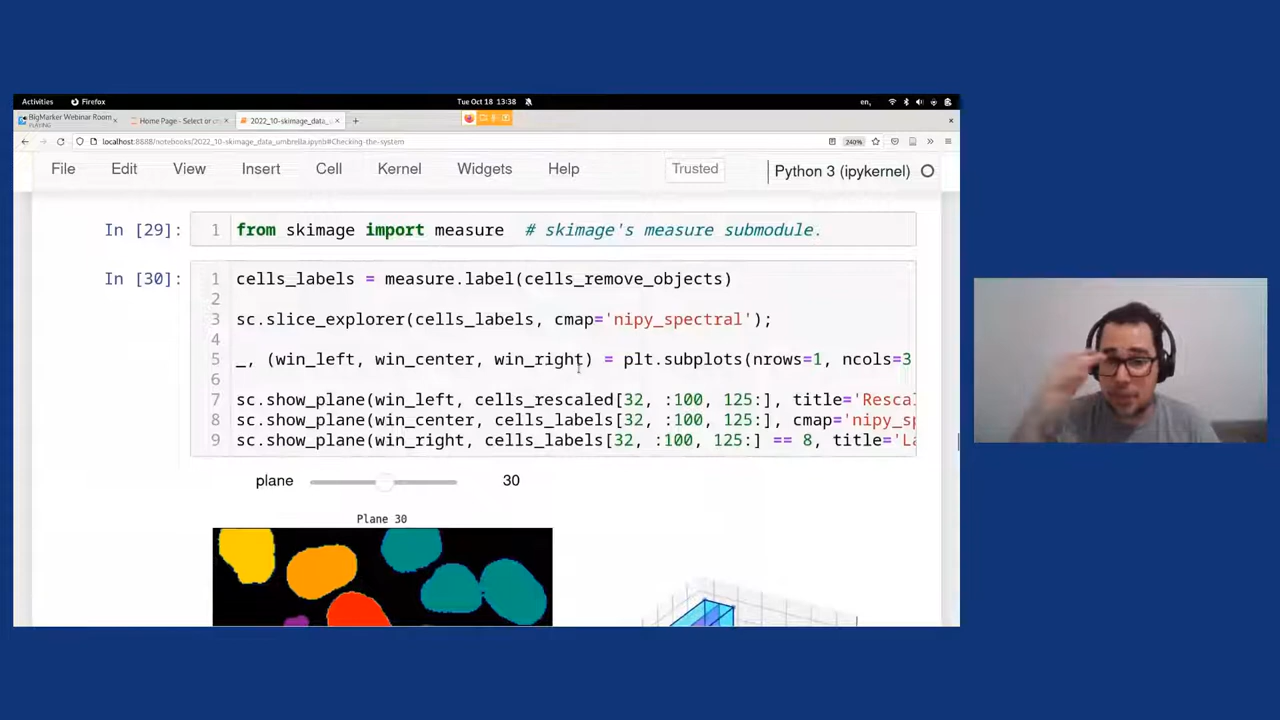 Activities Firefox Tue Oct 18 13:38 en,
BigMarker Webinar Room
PLAYING
Home Page - Select or cr
2022_10-skimage_data_u
localhost:8888/notebooks/2022_10-skimage_data_umbrella.ipynb#Checking-the-system 240%
File Edit View Insert Cell Kernel Widgets Help Trusted Python 3 (ipykernel)
In [29]: 1 from skimage import measure # skimage's measure submodule.
In [30]: 1 cells_labels = measure.label(cells_remove_objects)
2
3 sc.slice_explorer(cells_labels, cmap='nipy_spectral');
4
5 _, (win_left, win_center, win_right) = plt.subplots(nrows=1, ncols=3
6
7 sc.show_plane(win_left, cells_rescaled[32, :100, 125:], title='Rescal
8 sc.show_plane(win_center, cells_labels[32, :100, 125:], cmap='nipy_sp
9 sc.show_plane(win_right, cells_labels[32, :100, 125:] == 8, title='La
plane 30
Plane 30